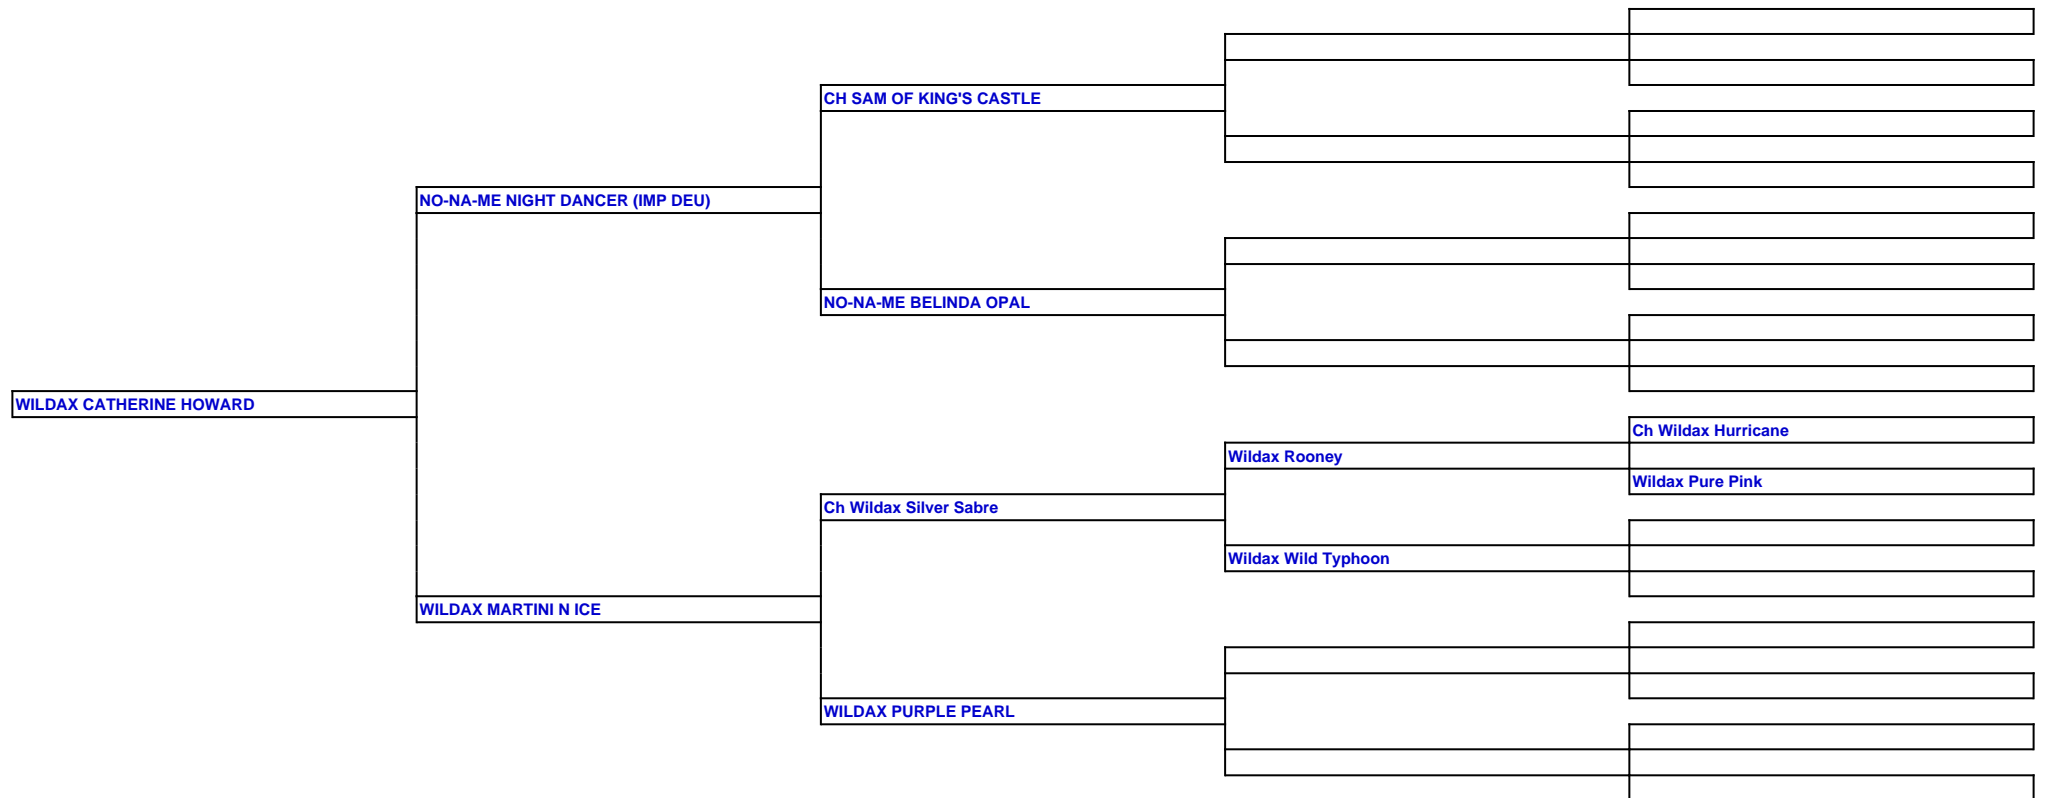 CH SAM OF KING'S CASTLE
NO-NA-ME NIGHT DANCER (IMP DEU)
NO-NA-ME BELINDA OPAL
WILDAX CATHERINE HOWARD
Ch Wildax Hurricane
Wildax Rooney
Wildax Pure Pink
Ch Wildax Silver Sabre
Wildax Wild Typhoon
WILDAX MARTINI N ICE
WILDAX PURPLE PEARL